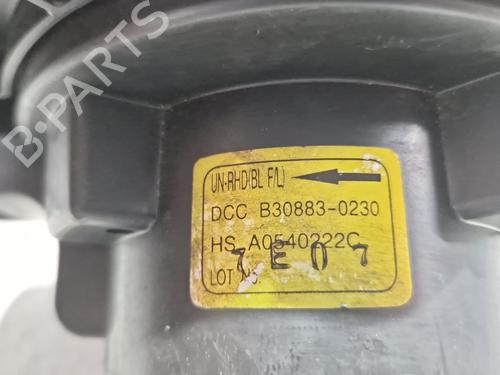 B-PARTS
UN-RHD(BL F/L)
DCC B30883-0230
HS A0540222C
7E07
LOT NO.